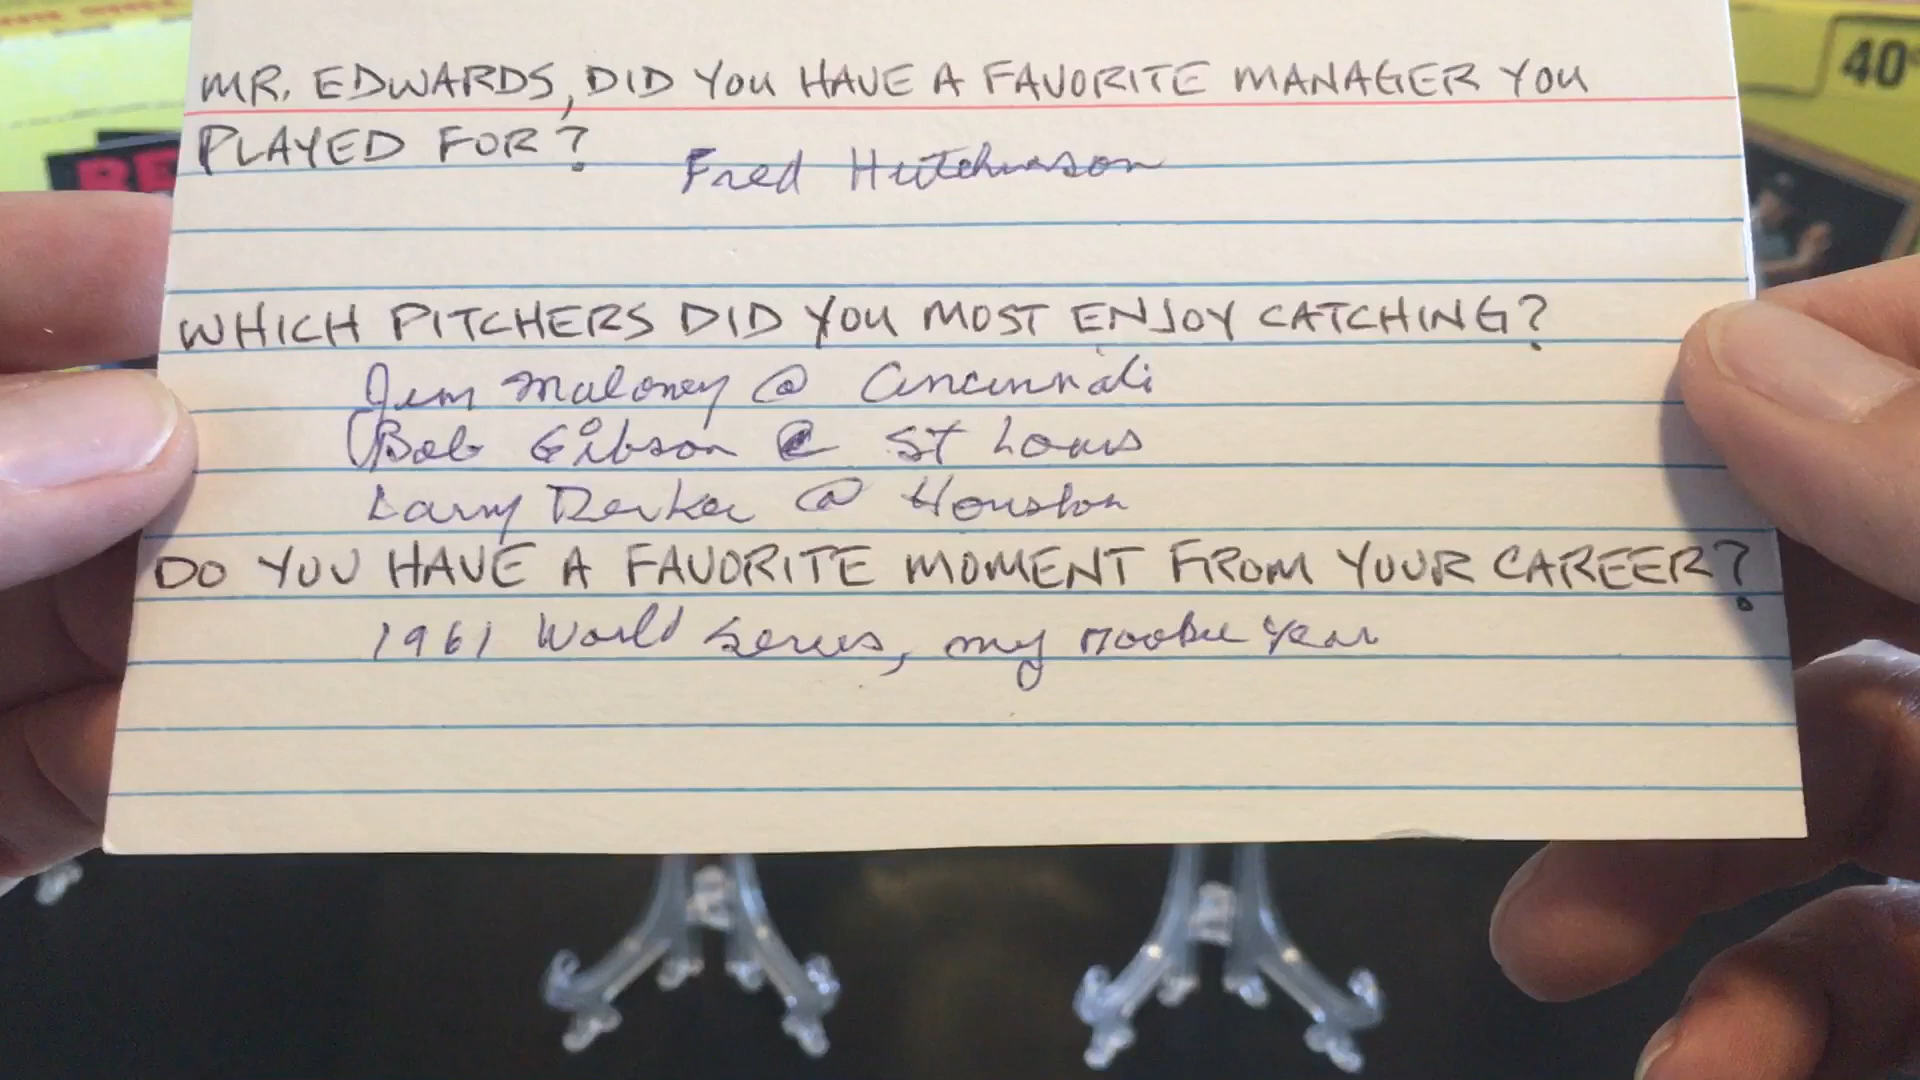 40¢
BE
MR. EDWARDS, DID YOU HAVE A FAVORITE MANAGER YOU
PLAYED FOR?
Fred Hutchinson
WHICH PITCHERS DID YOU MOST ENJOY CATCHING?
Jim Maloney @ Cincinnati
Bob Gibson @ St Louis
Larry Dierker @ Houston
DO YOU HAVE A FAVORITE MOMENT FROM YOUR CAREER?
1961 World Series, my rookie year